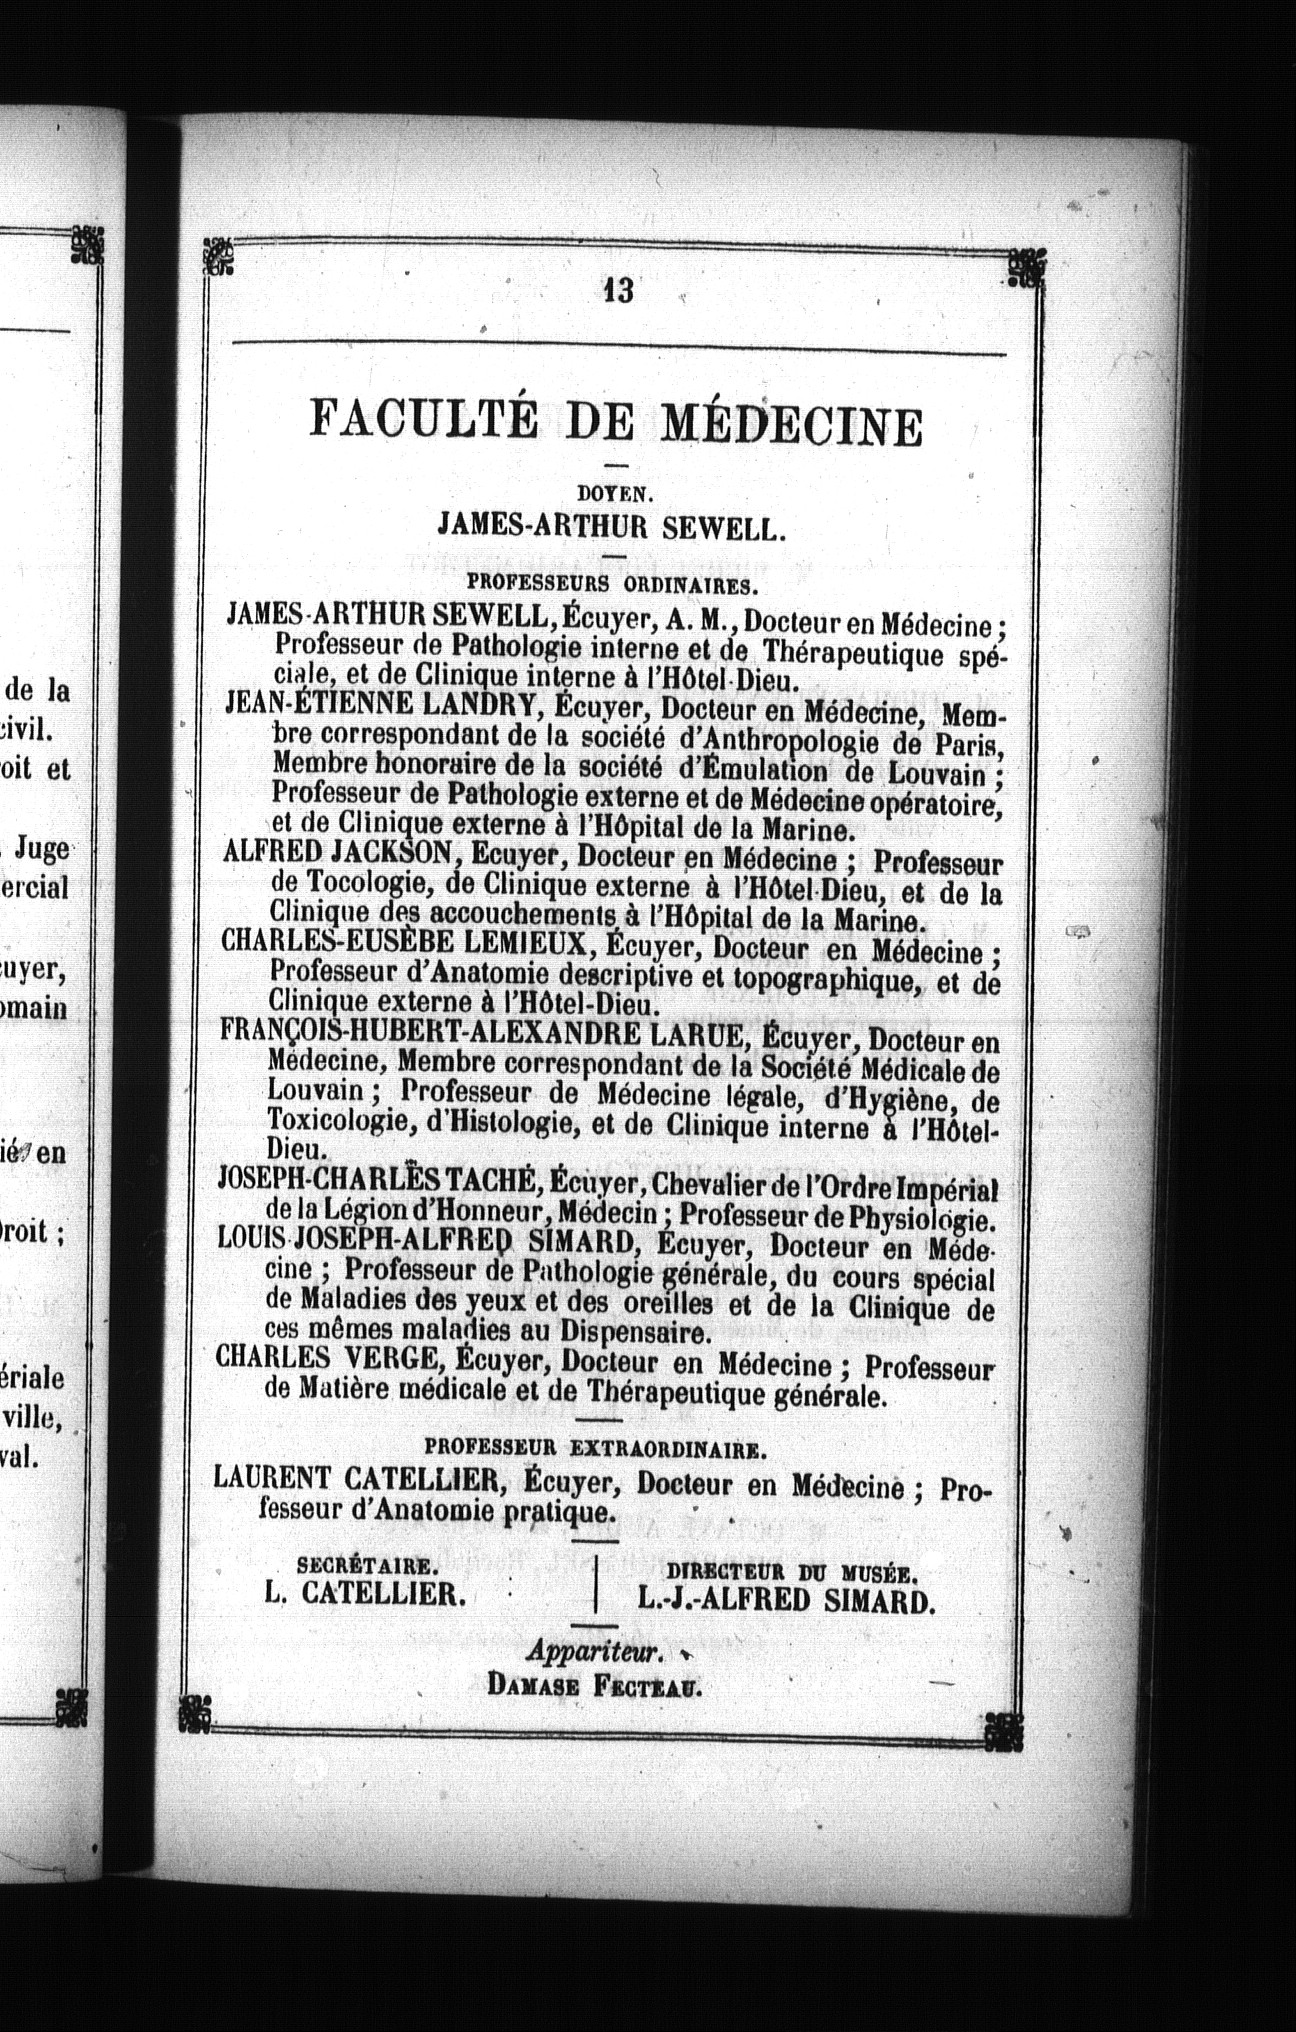 de la
civil.
oit et
Juge
ercial
uyer,
omain
ié en
Droit ;
ériale
ville,
val.
13
FACULTÉ DE MÉDECINE
DOYEN.
JAMES-ARTHUR SEWELL.
PROFESSEURS ORDINAIRES.
JAMES-ARTHUR SEWELL, Écuyer, A. M., Docteur en Médecine ;
Professeur de Pathologie interne et de Thérapeutique spé-
ciale, et de Clinique interne à l'Hôtel-Dieu.
JEAN-ÉTIENNE LANDRY, Écuyer, Docteur en Médecine, Mem-
bre correspondant de la société d'Anthropologie de Paris,
Membre honoraire de la société d'Émulation de Louvain ;
Professeur de Pathologie externe et de Médecine opératoire,
et de Clinique externe à l'Hôpital de la Marine.
ALFRED JACKSON, Ecuyer, Docteur en Médecine ; Professeur
de Tocologie, de Clinique externe à l'Hôtel-Dieu, et de la
Clinique des accouchements à l'Hôpital de la Marine.
CHARLES-EUSÈBE LEMIEUX, Écuyer, Docteur en Médecine ;
Professeur d'Anatomie descriptive et topographique, et de
Clinique externe à l'Hôtel-Dieu.
FRANÇOIS-HUBERT-ALEXANDRE LARUE, Écuyer, Docteur en
Médecine, Membre correspondant de la Société Médicale de
Louvain ; Professeur de Médecine légale, d'Hygiène, de
Toxicologie, d'Histologie, et de Clinique interne à l'Hôtel-
Dieu.
JOSEPH-CHARLES TACHÉ, Écuyer, Chevalier de l'Ordre Impérial
de la Légion d'Honneur, Médecin ; Professeur de Physiologie.
LOUIS-JOSEPH-ALFRED SIMARD, Écuyer, Docteur en Méde-
cine ; Professeur de Pathologie générale, du cours spécial
de Maladies des yeux et des oreilles et de la Clinique de
ces mêmes maladies au Dispensaire.
CHARLES VERGE, Écuyer, Docteur en Médecine ; Professeur
de Matière médicale et de Thérapeutique générale.
PROFESSEUR EXTRAORDINAIRE.
LAURENT CATELLIER, Écuyer, Docteur en Médecine ; Pro-
fesseur d'Anatomie pratique.
SECRÉTAIRE.
L. CATELLIER.
DIRECTEUR DU MUSÉE.
L.-J.-ALFRED SIMARD.
Appariteur.
DAMASE FECTEAU.